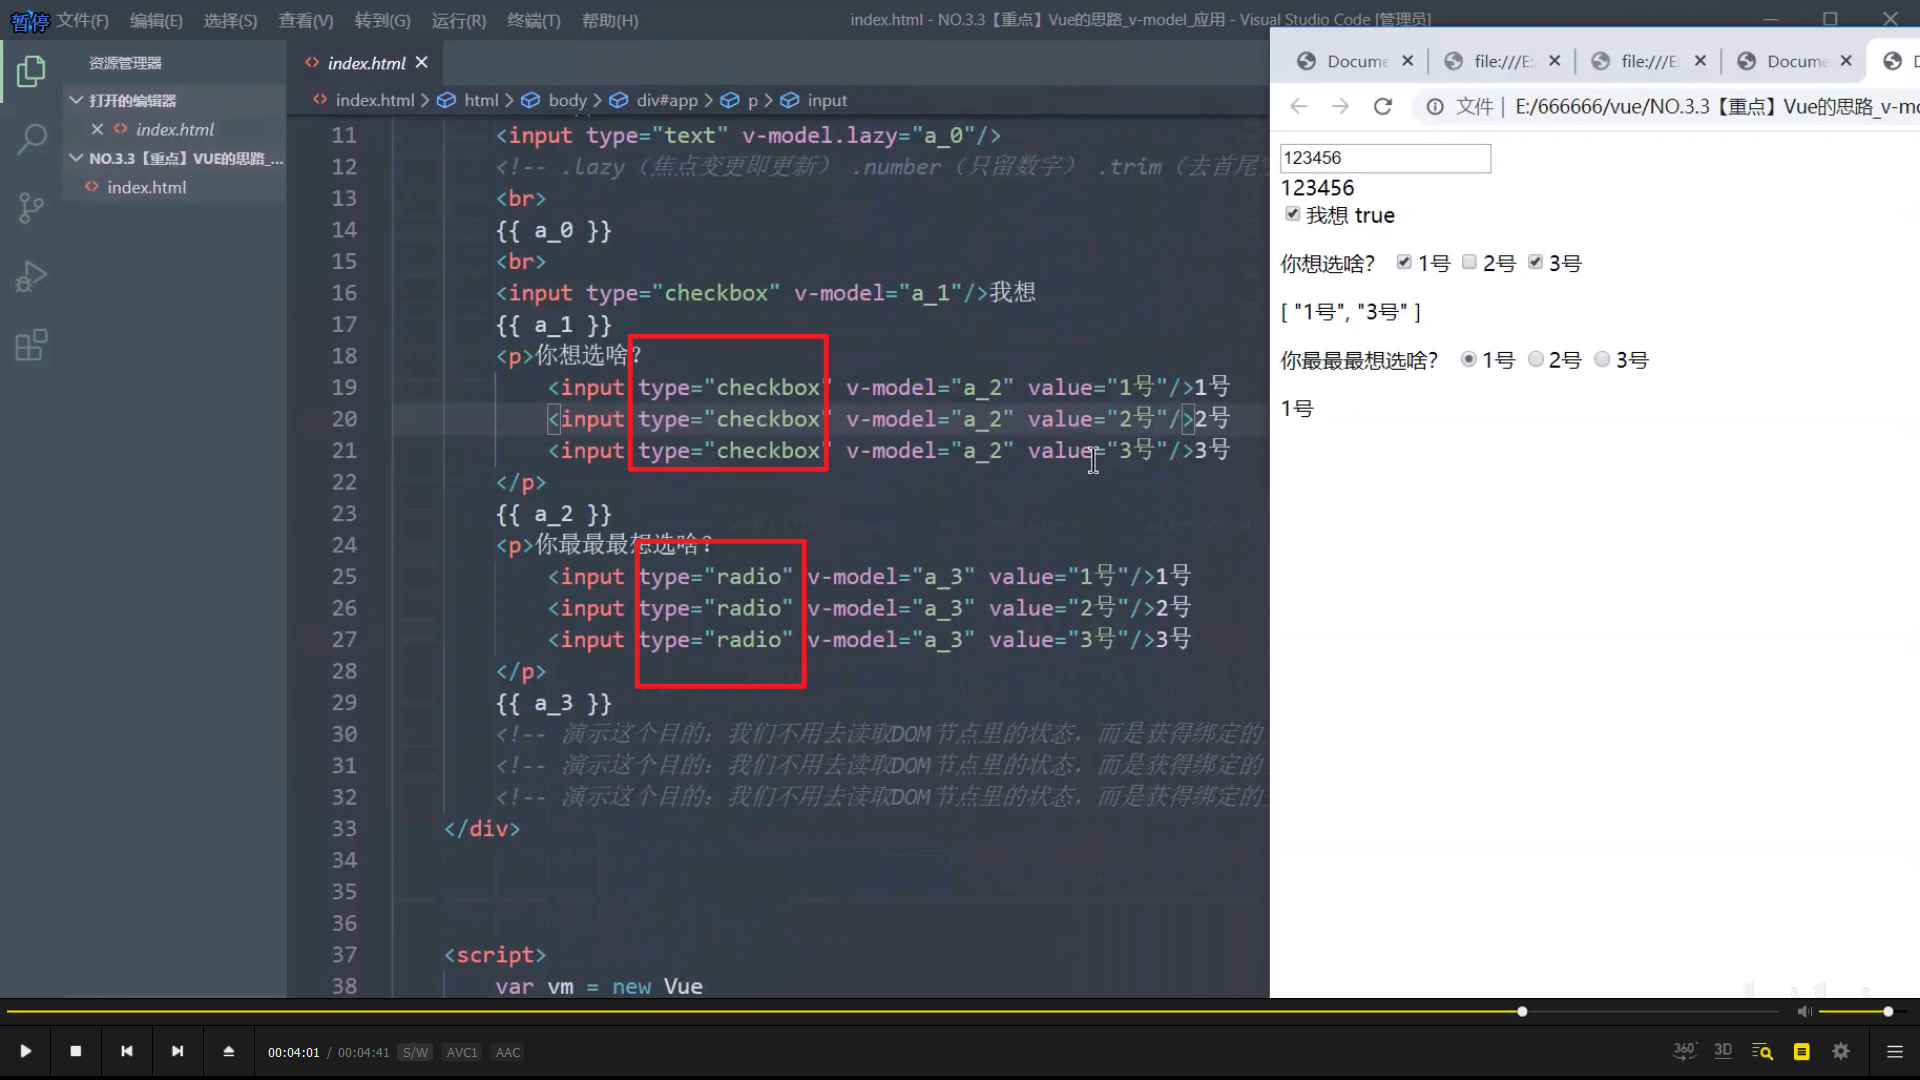 暂停 文件(F) 编辑(E) 选择(S) 查看(V) 转到(G) 运行(R) 终端(T) 帮助(H) index.html - NO.3.3【重点】Vue的思路_v-model_应用 - Visual Studio Code [管理员]
资源管理器
打开的编辑器
index.html
NO.3.3【重点】VUE的思路_...
index.html
index.html
index.html > html > body > div#app > p > input
11 <input type="text" v-model.lazy="a_0"/>
12 <!-- .lazy（焦点变更即更新） .number（只留数字） .trim（去首尾
13 <br>
14 {{ a_0 }}
15 <br>
16 <input type="checkbox" v-model="a_1"/>我想
17 {{ a_1 }}
18 <p>你想选啥?
19 <input type="checkbox" v-model="a_2" value="1号"/>1号
20 <input type="checkbox" v-model="a_2" value="2号"/>2号
21 <input type="checkbox" v-model="a_2" value="3号"/>3号
22 </p>
23 {{ a_2 }}
24 <p>你最最最想选啥?
25 <input type="radio" v-model="a_3" value="1号"/>1号
26 <input type="radio" v-model="a_3" value="2号"/>2号
27 <input type="radio" v-model="a_3" value="3号"/>3号
28 </p>
29 {{ a_3 }}
30 <!-- 演示这个目的：我们不用去读取DOM节点里的状态，而是获得绑定的
31 <!-- 演示这个目的：我们不用去读取DOM节点里的状态，而是获得绑定的
32 <!-- 演示这个目的：我们不用去读取DOM节点里的状态，而是获得绑定的
33 </div>
34
35
36
37 <script>
38 var vm = new Vue
Docume file:///E: file:///E Docume
文件 | E:/666666/vue/NO.3.3【重点】Vue的思路_v-mo
123456
123456
我想 true
你想选啥? 1号 2号 3号
[ "1号", "3号" ]
你最最最想选啥? 1号 2号 3号
1号
00:04:01 / 00:04:41 S/W AVC1 AAC
360° 3D